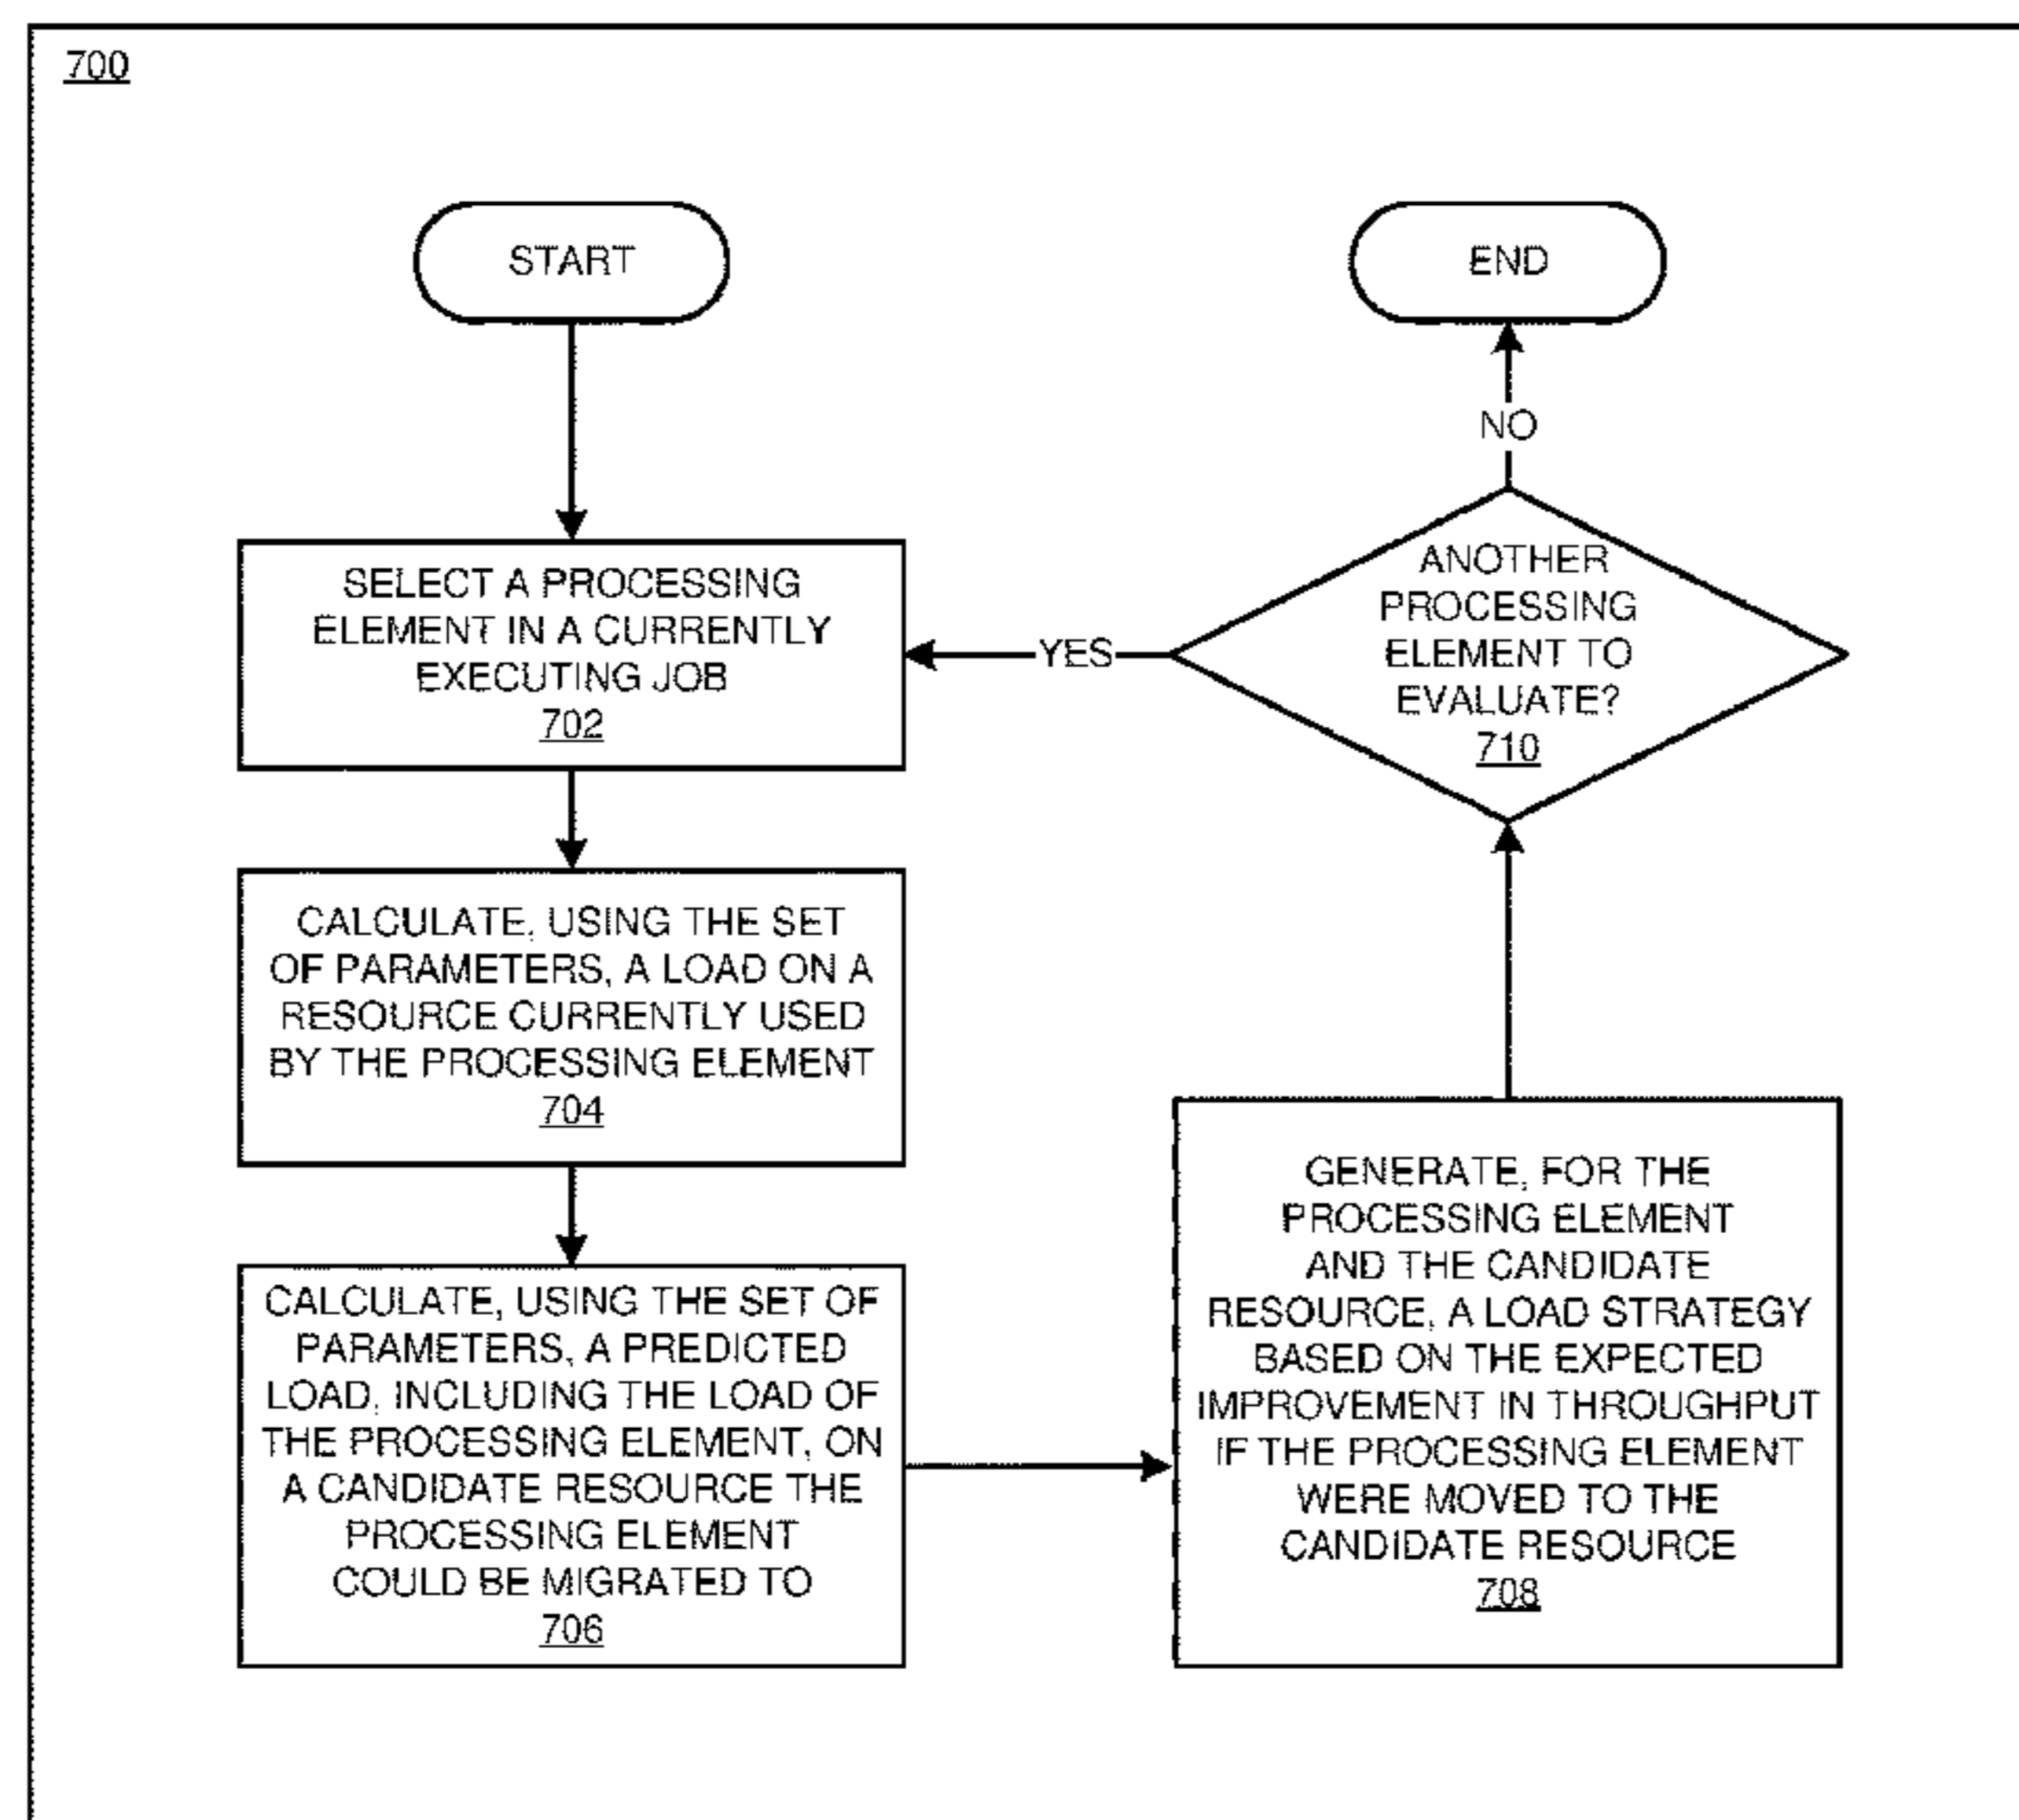 700
START
SELECT A PROCESSING
ELEMENT IN A CURRENTLY
EXECUTING JOB
702
CALCULATE, USING THE SET
OF PARAMETERS, A LOAD ON A
RESOURCE CURRENTLY USED
BY THE PROCESSING ELEMENT
704
CALCULATE, USING THE SET OF
PARAMETERS, A PREDICTED
LOAD, INCLUDING THE LOAD OF
THE PROCESSING ELEMENT, ON
A CANDIDATE RESOURCE THE
PROCESSING ELEMENT
COULD BE MIGRATED TO
706
GENERATE, FOR THE
PROCESSING ELEMENT
AND THE CANDIDATE
RESOURCE, A LOAD STRATEGY
BASED ON THE EXPECTED
IMPROVEMENT IN THROUGHPUT
IF THE PROCESSING ELEMENT
WERE MOVED TO THE
CANDIDATE RESOURCE
708
ANOTHER
PROCESSING
ELEMENT TO
EVALUATE?
710
YES
NO
END